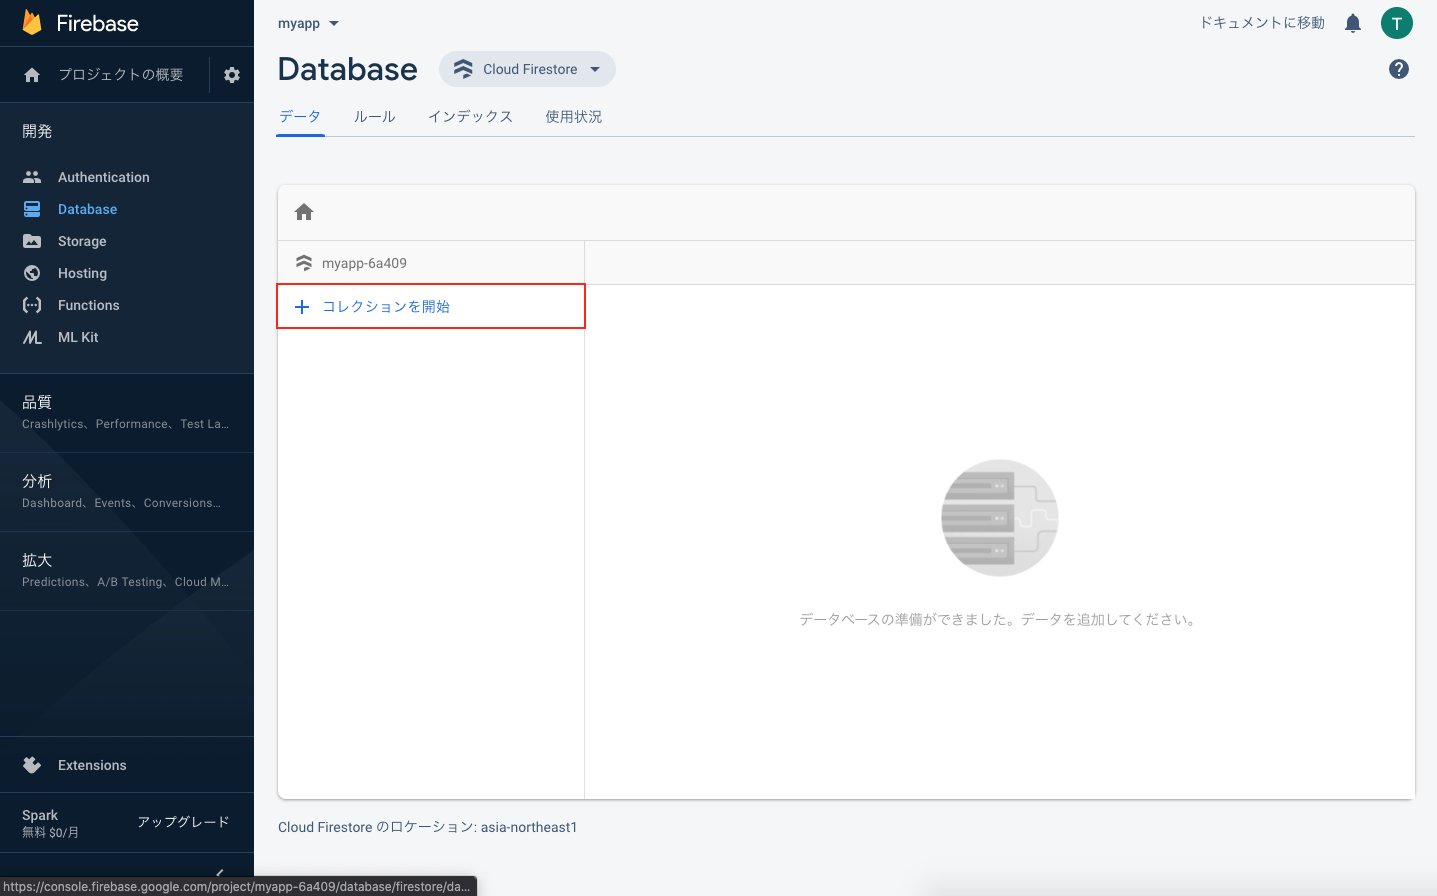 Firebase
プロジェクトの概要
開発
Authentication
Database
Storage
Hosting
Functions
ML Kit
品質
Crashlytics、Performance、Test La...
分析
Dashboard、Events、Conversions...
拡大
Predictions、A/B Testing、Cloud M...
Extensions
Spark
無料 $0/月
アップグレード
myapp
ドキュメントに移動
T
Database
Cloud Firestore
?
データ
ルール
インデックス
使用状況
myapp-6a409
コレクションを開始
データベースの準備ができました。データを追加してください。
Cloud Firestore のロケーション: asia-northeast1
https://console.firebase.google.com/project/myapp-6a409/database/firestore/da...